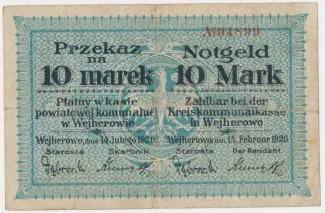 №04899
Przekaz
na
10 marek
Płatny w kasie
powiatowej komunalnej
w Wejherowie
Wejherowo, dnia 14. lutego 1920
Starosta Skarbnik
Notgeld
10 Mark
Zahlbar bei der
Kreiskommunalkasse
in Wejherowo
Wejherowo, den 14. Februar 1920
Starosta Der Rendant